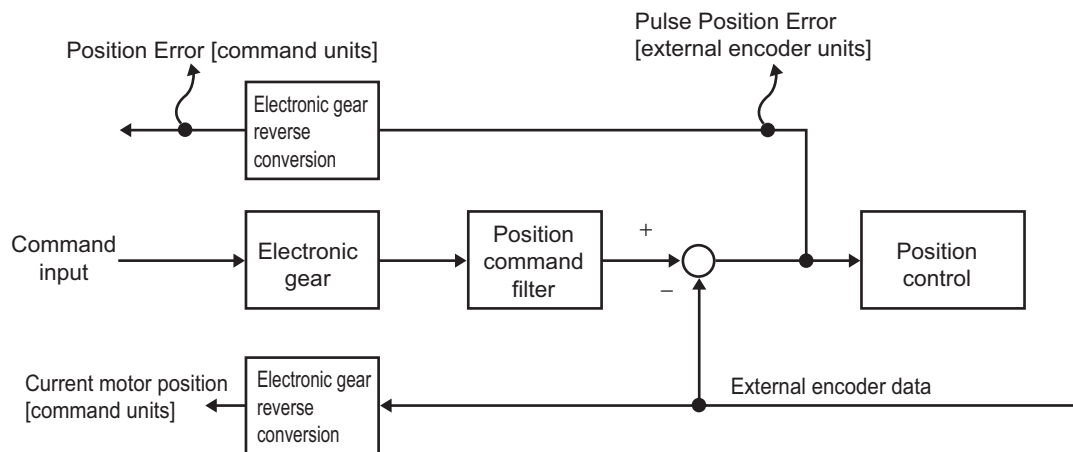 Position Error [command units]
Pulse Position Error
[external encoder units]
Electronic gear
reverse
conversion
Command
input
Electronic
gear
Position
command
filter
+
−
Position
control
Current motor position
[command units]
Electronic gear
reverse
conversion
External encoder data